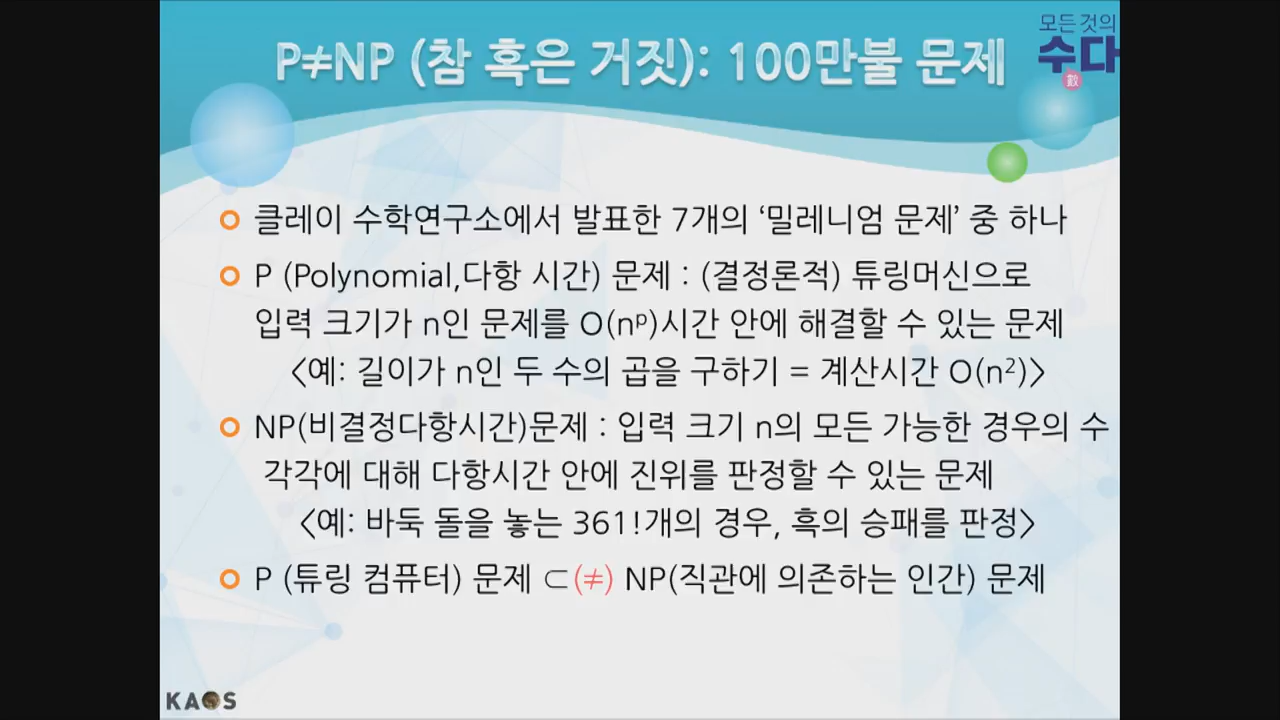 모든 것의
수다
數
P≠NP (참 혹은 거짓): 100만불 문제
클레이 수학연구소에서 발표한 7개의 ‘밀레니엄 문제’ 중 하나
P (Polynomial,다항 시간) 문제 : (결정론적) 튜링머신으로
입력 크기가 n인 문제를 O(nᵖ)시간 안에 해결할 수 있는 문제
〈예: 길이가 n인 두 수의 곱을 구하기 = 계산시간 O(n²)〉
NP(비결정다항시간)문제 : 입력 크기 n의 모든 가능한 경우의 수
각각에 대해 다항시간 안에 진위를 판정할 수 있는 문제
〈예: 바둑 돌을 놓는 361!개의 경우, 흑의 승패를 판정〉
P (튜링 컴퓨터) 문제 ⊂(≠) NP(직관에 의존하는 인간) 문제
KAOS